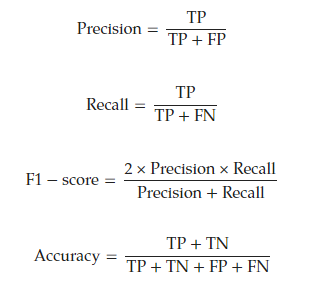 Precision = TP / TP + FP
Recall = TP / TP + FN
F1 − score = 2 × Precision × Recall / Precision + Recall
Accuracy = TP + TN / TP + TN + FP + FN